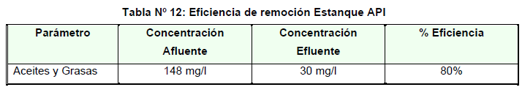 Tabla Nº 12: Eficiencia de remoción Estanque API
Parámetro Concentración Afluente Concentración Efluente % Eficiencia
Aceites y Grasas 148 mg/l 30 mg/l 80%